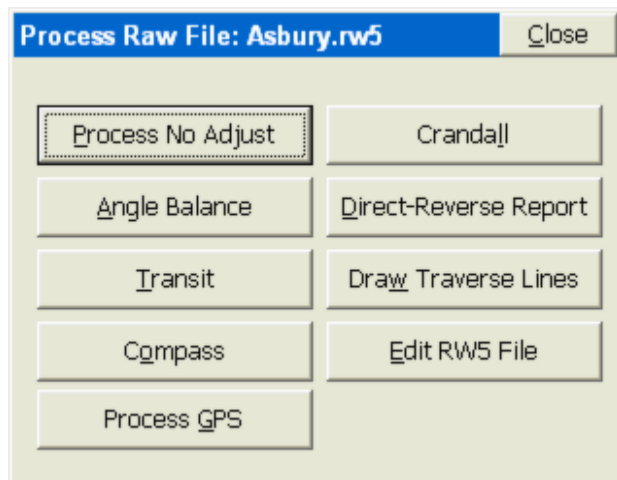 Process Raw File: Asbury.rw5 Close
Process No Adjust Crandall
Angle Balance Direct-Reverse Report
Transit Draw Traverse Lines
Compass Edit RW5 File
Process GPS